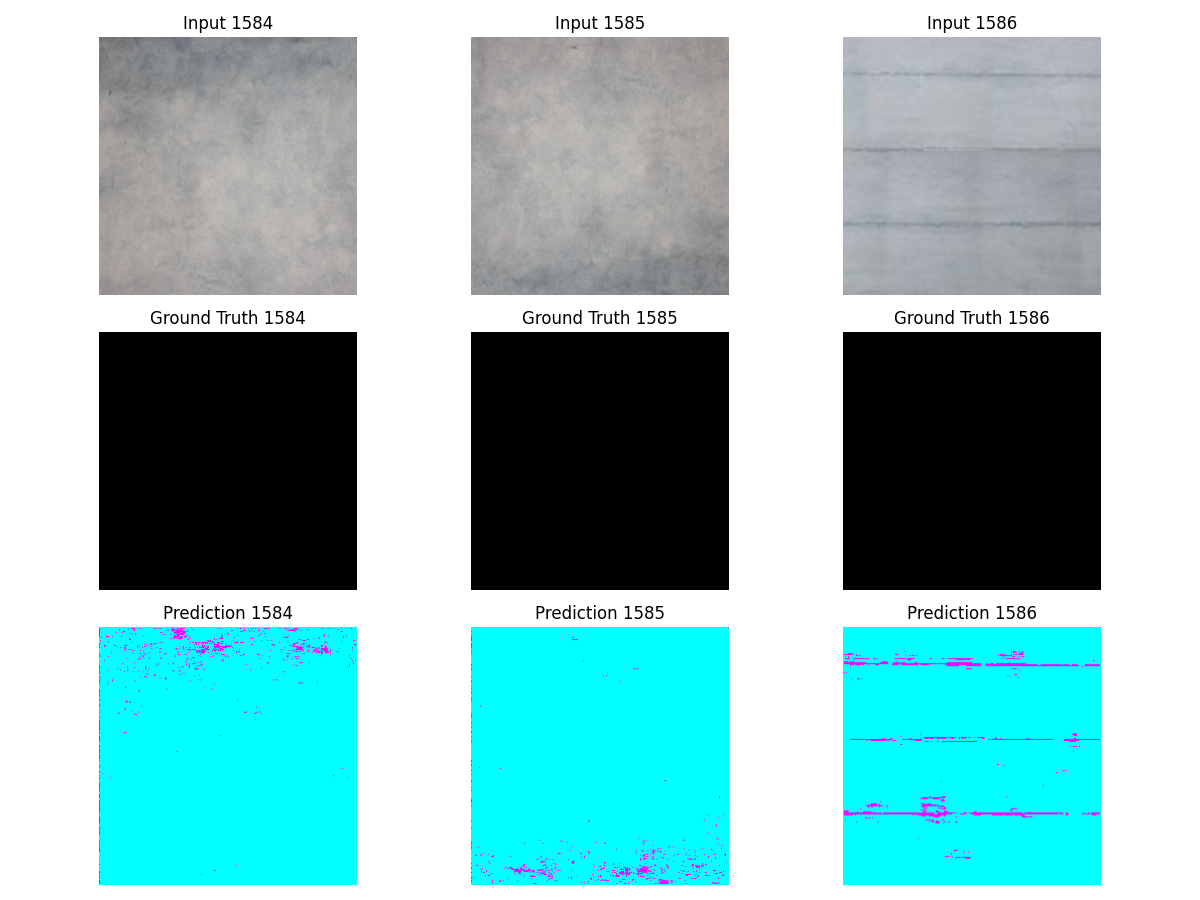 Input 1584
Input 1585
Input 1586
Ground Truth 1584
Ground Truth 1585
Ground Truth 1586
Prediction 1584
Prediction 1585
Prediction 1586